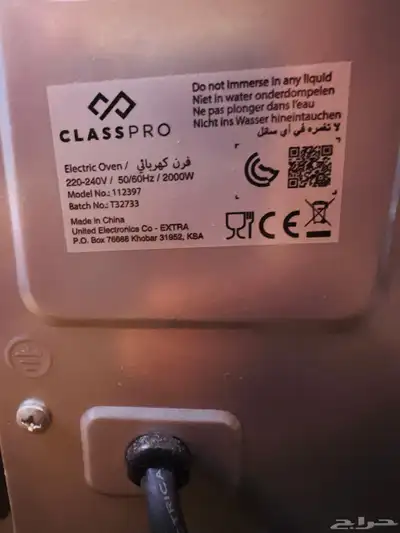 CLASSPRO
Do not immerse in any liquid
Niet in water onderdompelen
Ne pas plonger dans l'eau
Nicht ins Wasser hineintauchen
لا تغمره في أي سائل
Electric Oven / فرن كهربائي
220-240V / 50/60Hz / 2000W
Model No.: 112397
Batch No.: T32733
Made in China
United Electronics Co - EXTRA
P.O. Box 76688 Khobar 31952, KSA
CE
TRICA
حراج